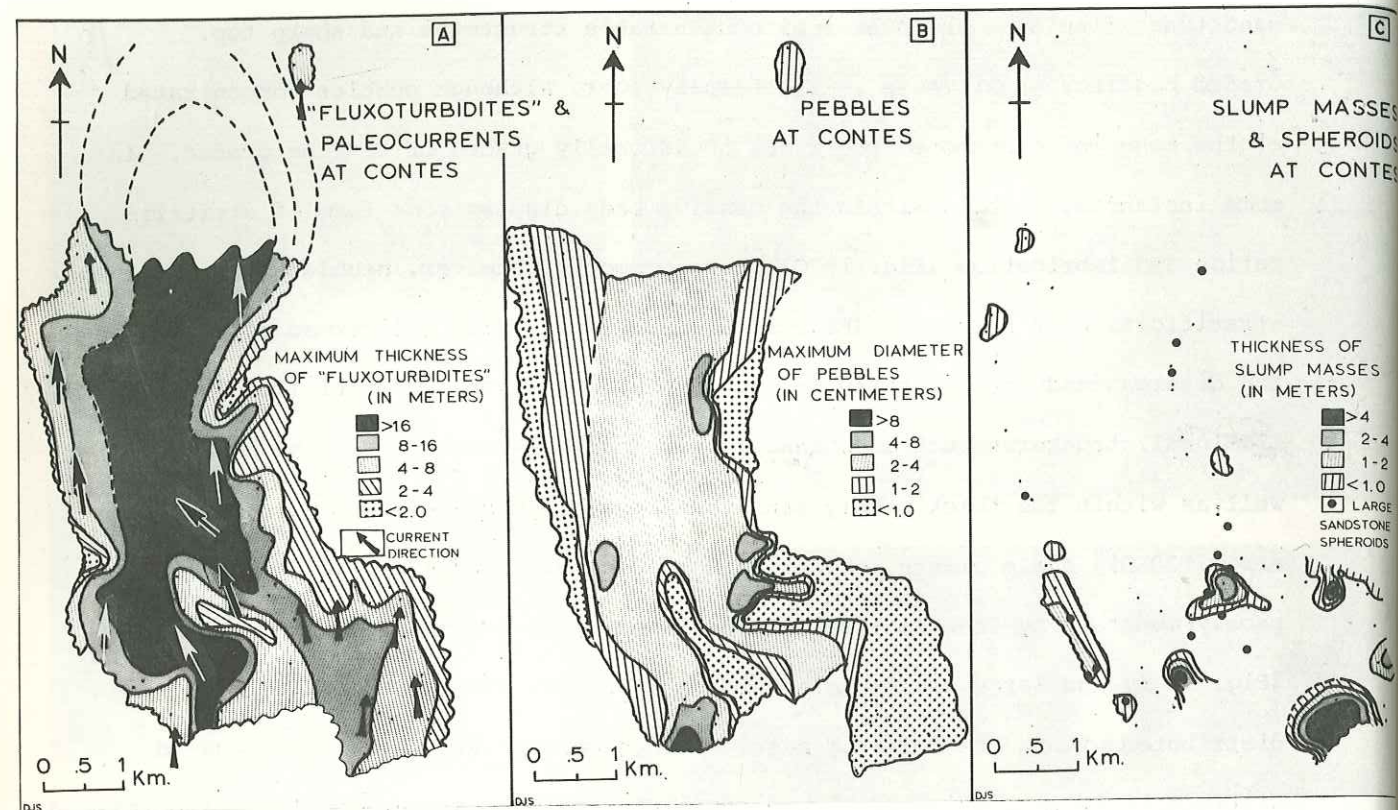 A
N
"FLUXOTURBIDITES" &
PALEOCURRENTS
AT CONTES
MAXIMUM THICKNESS
OF "FLUXOTURBIDITES"
(IN METERS)
>16
8-16
4-8
2-4
<2.0
CURRENT
DIRECTION
0 .5 1
Km.
DJS
B
N
PEBBLES
AT CONTES
MAXIMUM DIAMETER
OF PEBBLES
(IN CENTIMETERS)
>8
4-8
2-4
1-2
<1.0
0 .5 1
Km.
DJS
C
N
SLUMP MASSES
& SPHEROIDS
AT CONTES
THICKNESS OF
SLUMP MASSES
(IN METERS)
>4
2-4
1-2
<1.0
LARGE
SANDSTONE
SPHEROIDS
0 .5 1
Km.
DJS